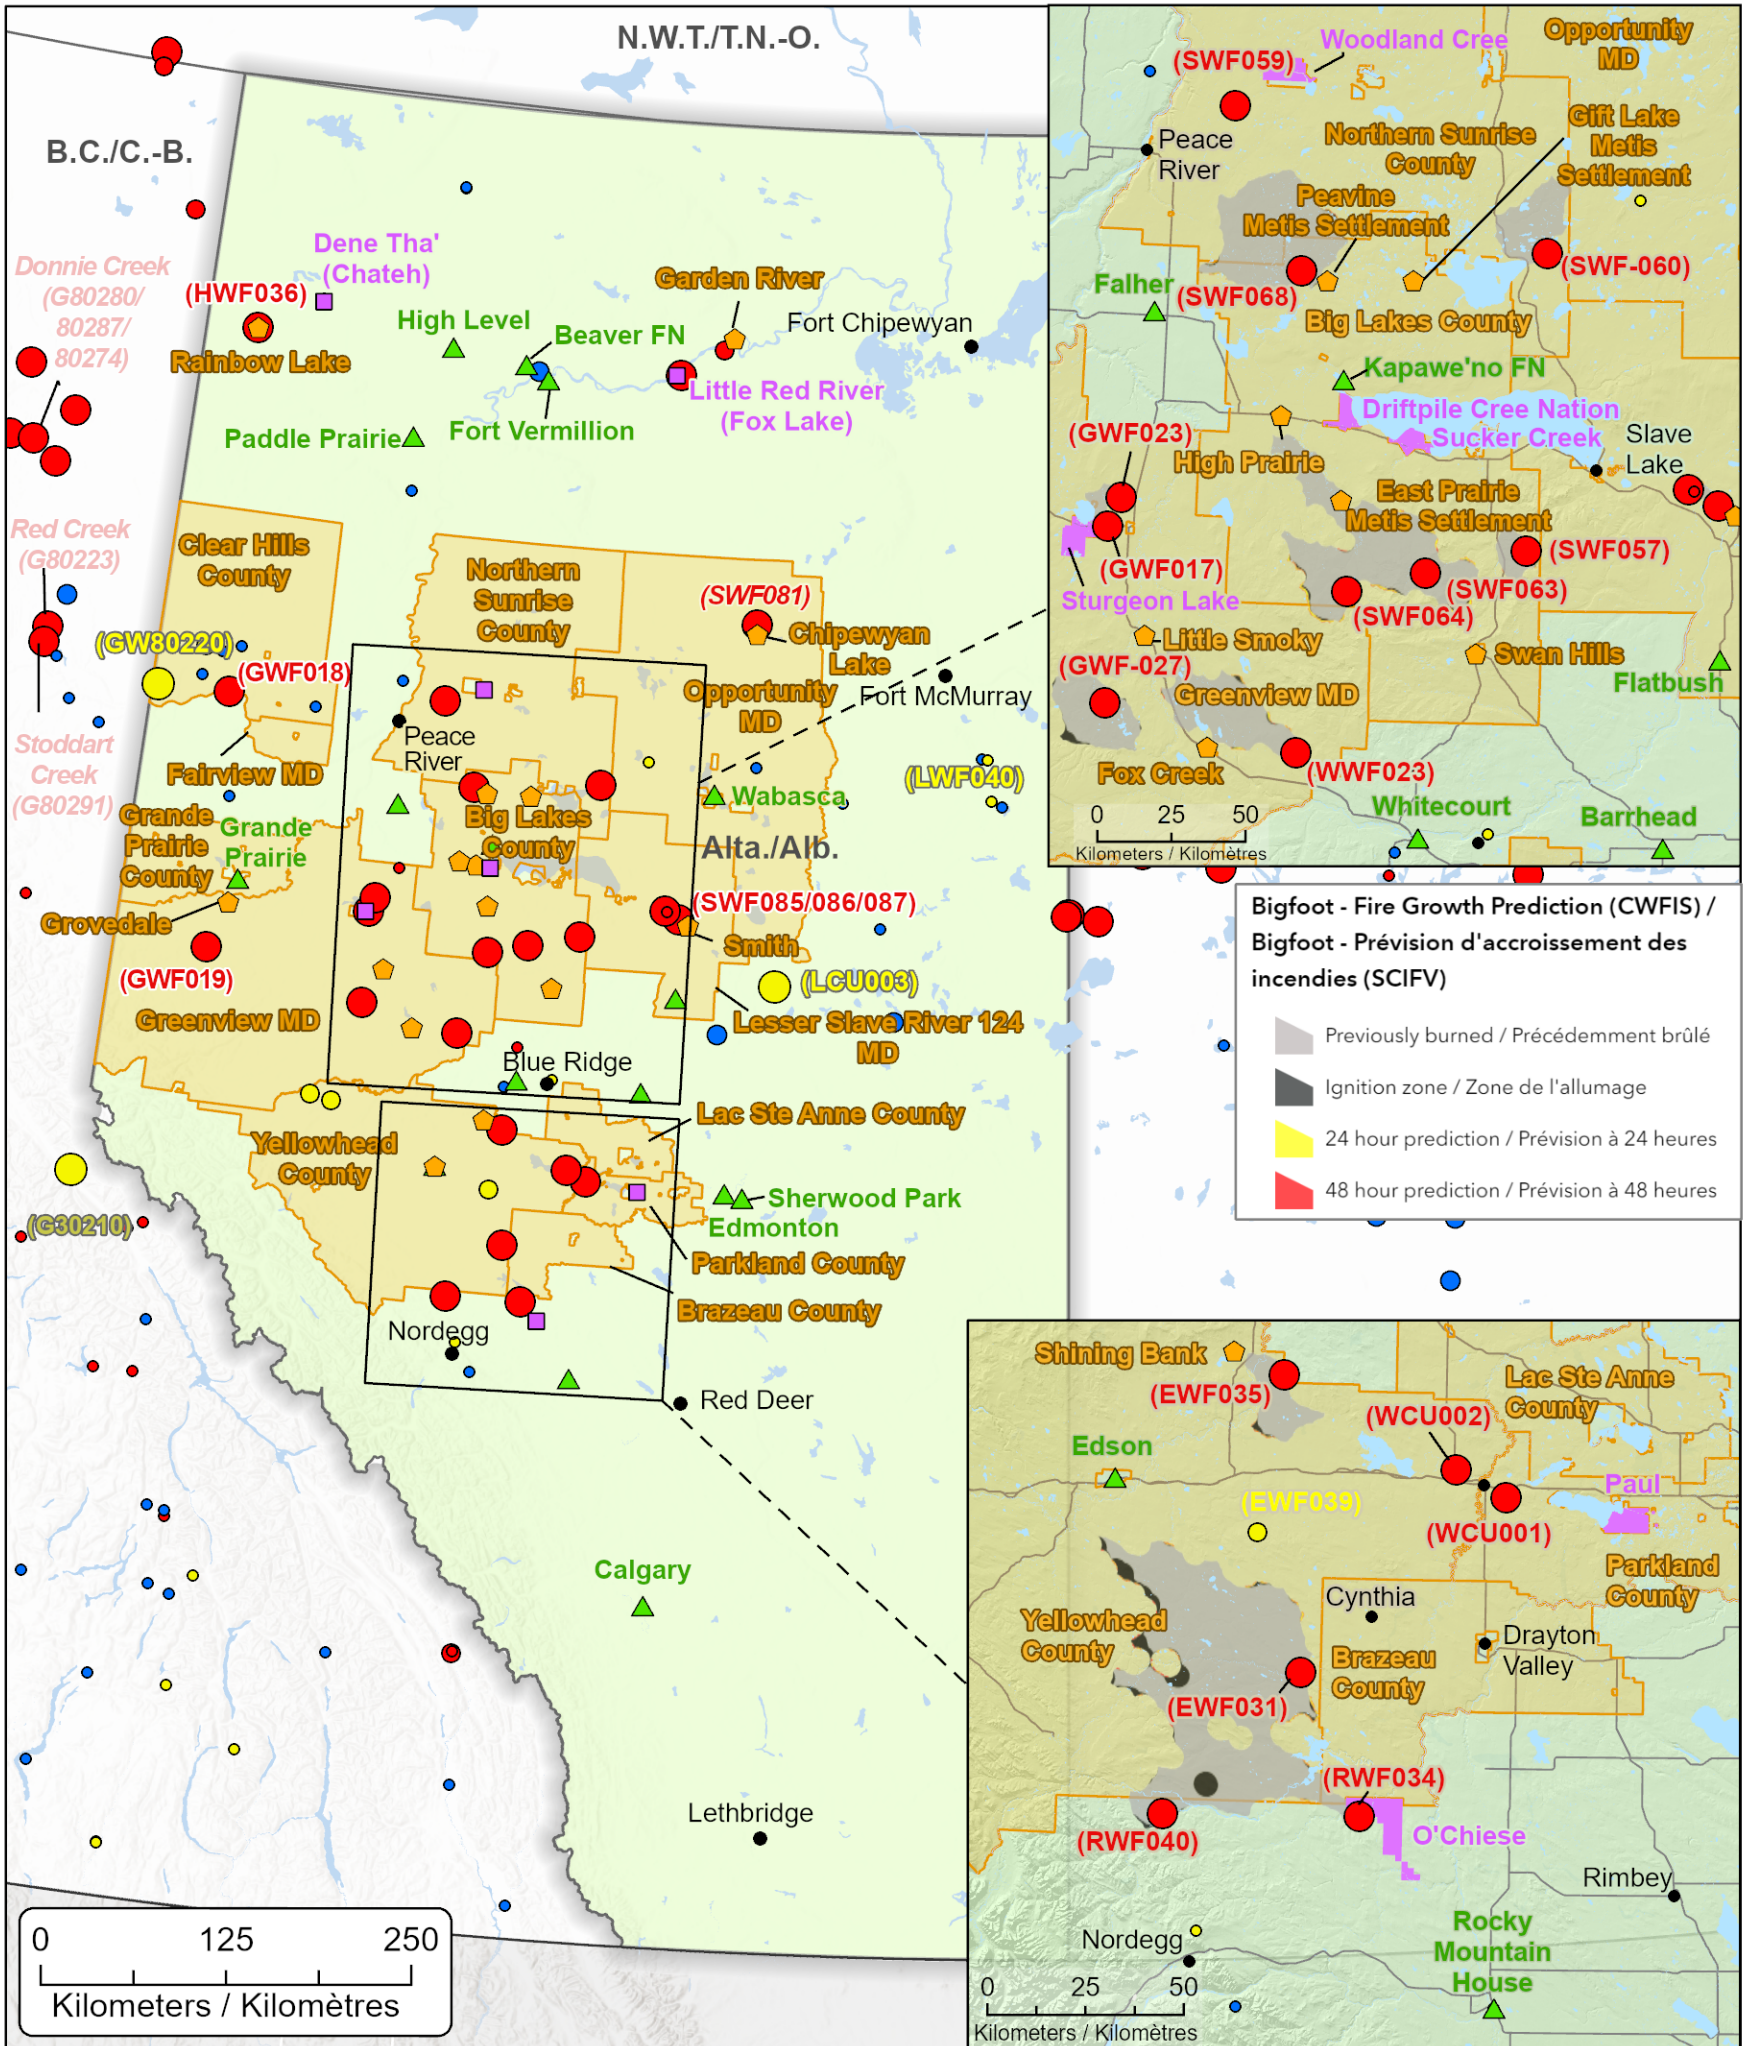 N.W.T./T.N.-O.
B.C./C.-B.
Donnie Creek
(G80280/
80287/
80274)
(HWF036)
Dene Tha'
(Chateh)
Rainbow Lake
High Level
Beaver FN
Garden River
Fort Chipewyan
Little Red River
(Fox Lake)
Fort Vermillion
Paddle Prairie
Red Creek
(G80223)
Clear Hills
County
Northern
Sunrise
County
(SWF081)
Chipewyan
Lake
(GW80220)
(GWF018)
Opportunity
MD
Fort McMurray
Stoddart
Creek
(G80291)
Peace
River
Fairview MD
(LWF040)
Wabasca
Grande
Prairie
County
Grande
Prairie
Big Lakes
County
Alta./Alb.
Grovedale
(SWF085/086/087)
Smith
(GWF019)
(LCU003)
Greenview MD
Lesser Slave River 124
MD
Blue Ridge
Lac Ste Anne County
Yellowhead
County
(G30210)
Sherwood Park
Edmonton
Parkland County
Brazeau County
Nordegg
Red Deer
Calgary
Lethbridge
0 125 250
Kilometers / Kilomètres
Woodland Cree
Opportunity
MD
(SWF059)
Peace
River
Northern Sunrise
County
Gift Lake
Metis
Settlement
Peavine
Metis Settlement
(SWF-060)
Falher
(SWF068)
Big Lakes County
Kapawe'no FN
Driftpile Cree Nation
Sucker Creek
(GWF023)
High Prairie
Slave
Lake
East Prairie
Metis Settlement
(SWF057)
(GWF017)
(SWF063)
Sturgeon Lake
(SWF064)
Little Smoky
Swan Hills
(GWF-027)
Flatbush
Greenview MD
Fox Creek
(WWF023)
Whitecourt
Barrhead
0 25 50
Kilometers / Kilomètres
Bigfoot - Fire Growth Prediction (CWFIS) /
Bigfoot - Prévision d'accroissement des
incendies (SCIFV)
Previously burned / Précédemment brûlé
Ignition zone / Zone de l'allumage
24 hour prediction / Prévision à 24 heures
48 hour prediction / Prévision à 48 heures
Shining Bank
(EWF035)
Lac Ste Anne
County
(WCU002)
Edson
(EWF039)
Paul
(WCU001)
Parkland
County
Cynthia
Yellowhead
County
Drayton
Valley
Brazeau
County
(EWF031)
(RWF034)
(RWF040)
O'Chiese
Rimbey
Nordegg
Rocky
Mountain
House
0 25 50
Kilometers / Kilomètres